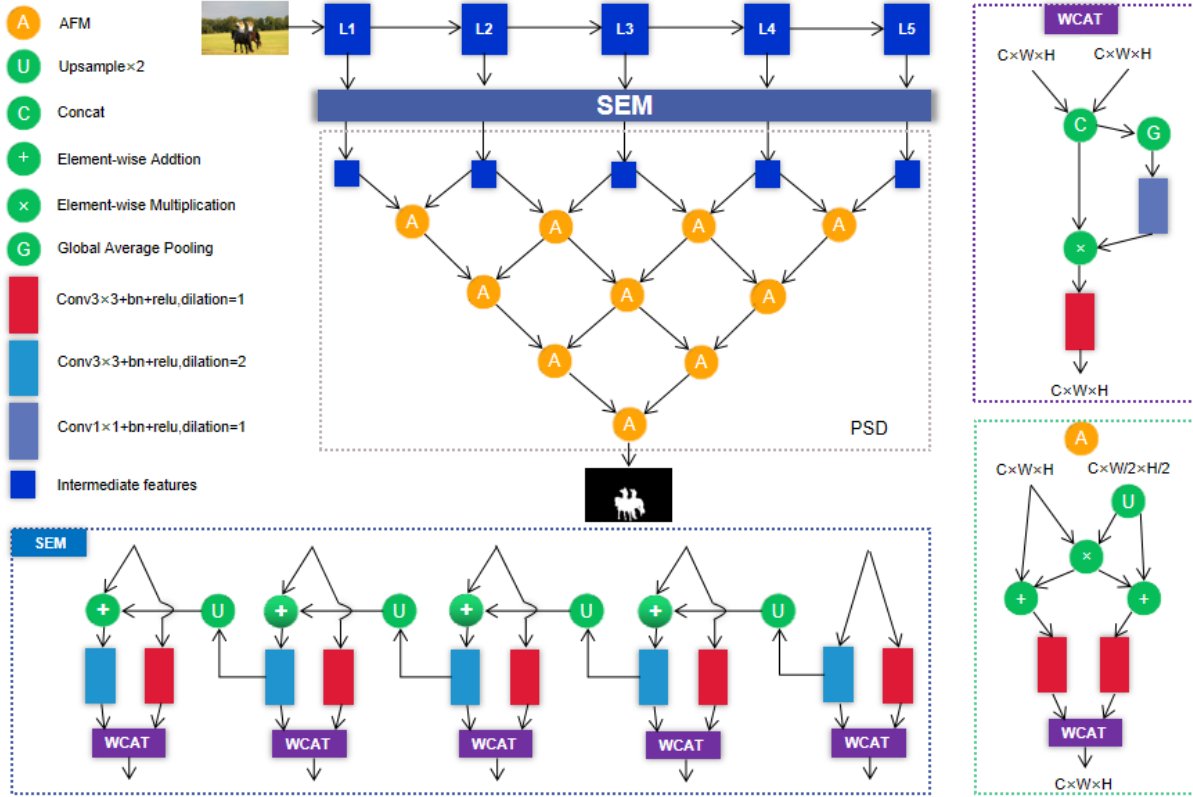 A AFM
U Upsample×2
C Concat
+ Element-wise Addtion
× Element-wise Multiplication
G Global Average Pooling
Conv3×3+bn+relu,dilation=1
Conv3×3+bn+relu,dilation=2
Conv1×1+bn+relu,dilation=1
Intermediate features
L1 L2 L3 L4 L5
SEM
A A A A
A A A
A A
A
PSD
WCAT
C×W×H C×W×H
C G
×
C×W×H
A
C×W×H C×W/2×H/2
U
×
+ +
WCAT
C×W×H
SEM
+ U + U + U + U
WCAT WCAT WCAT WCAT WCAT